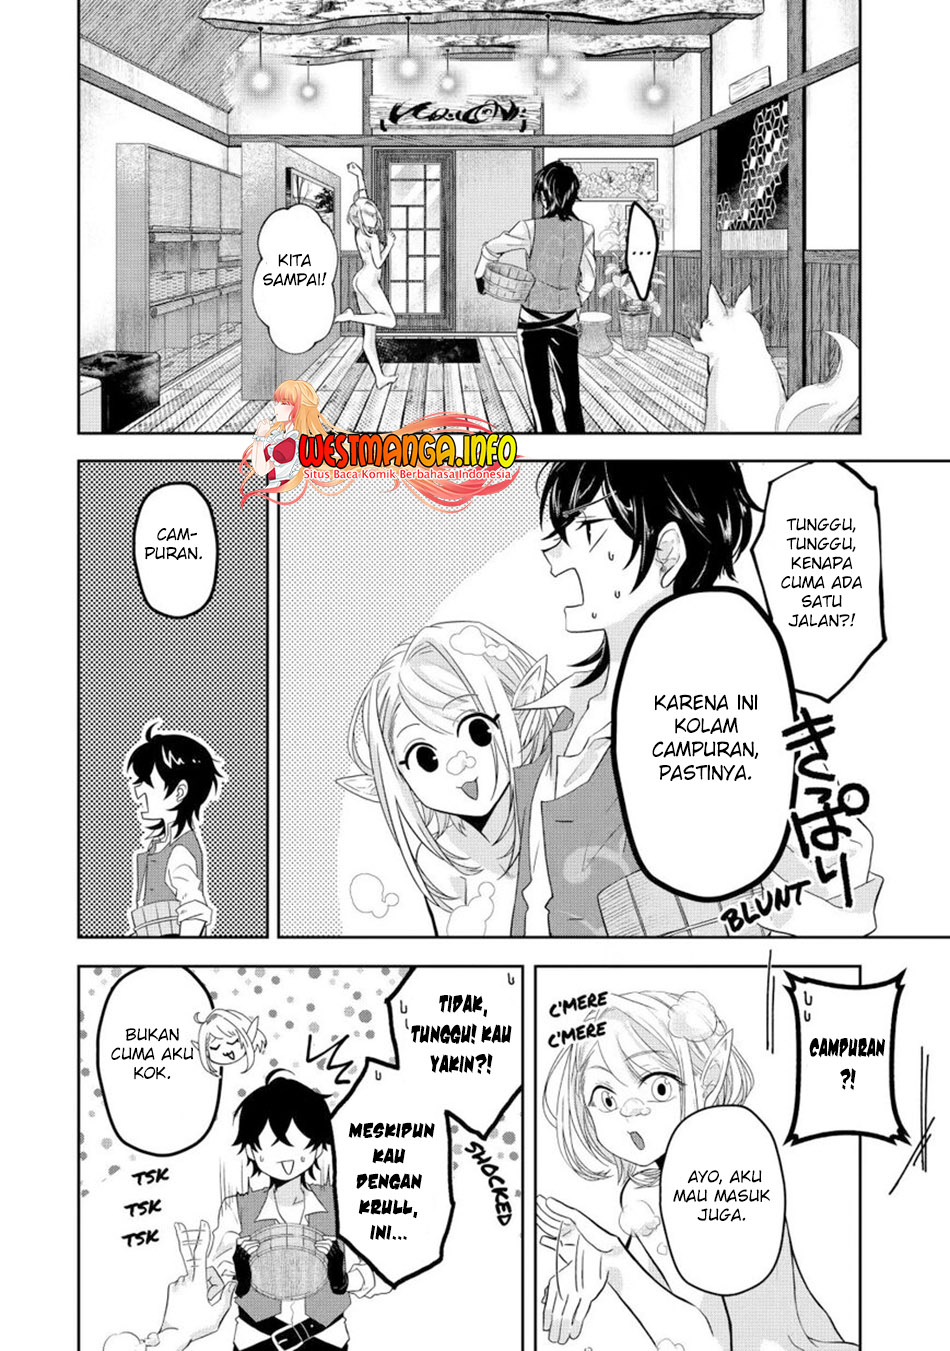 KITA
SAMPAI!
....
WESTMANGA.INFO
Situs Baca Komik Berbahasa Indonesia
TUNGGU,
TUNGGU,
KENAPA
CUMA ADA
SATU
JALAN?!
KARENA INI
KOLAM
CAMPURAN,
PASTINYA.
きっぱり
BLUNT
CAM-
PURAN.
CAMPURAN
?!
C'MERE
C'MERE
AYO, AKU
MAU MASUK
JUGA.
TIDAK,
TUNGGU! KAU
YAKIN?!
MESKIPUN
KAU
DENGAN
KRULL,
INI...
SHOCKED
BUKAN
CUMA AKU
KOK.
TSK
TSK
TSK